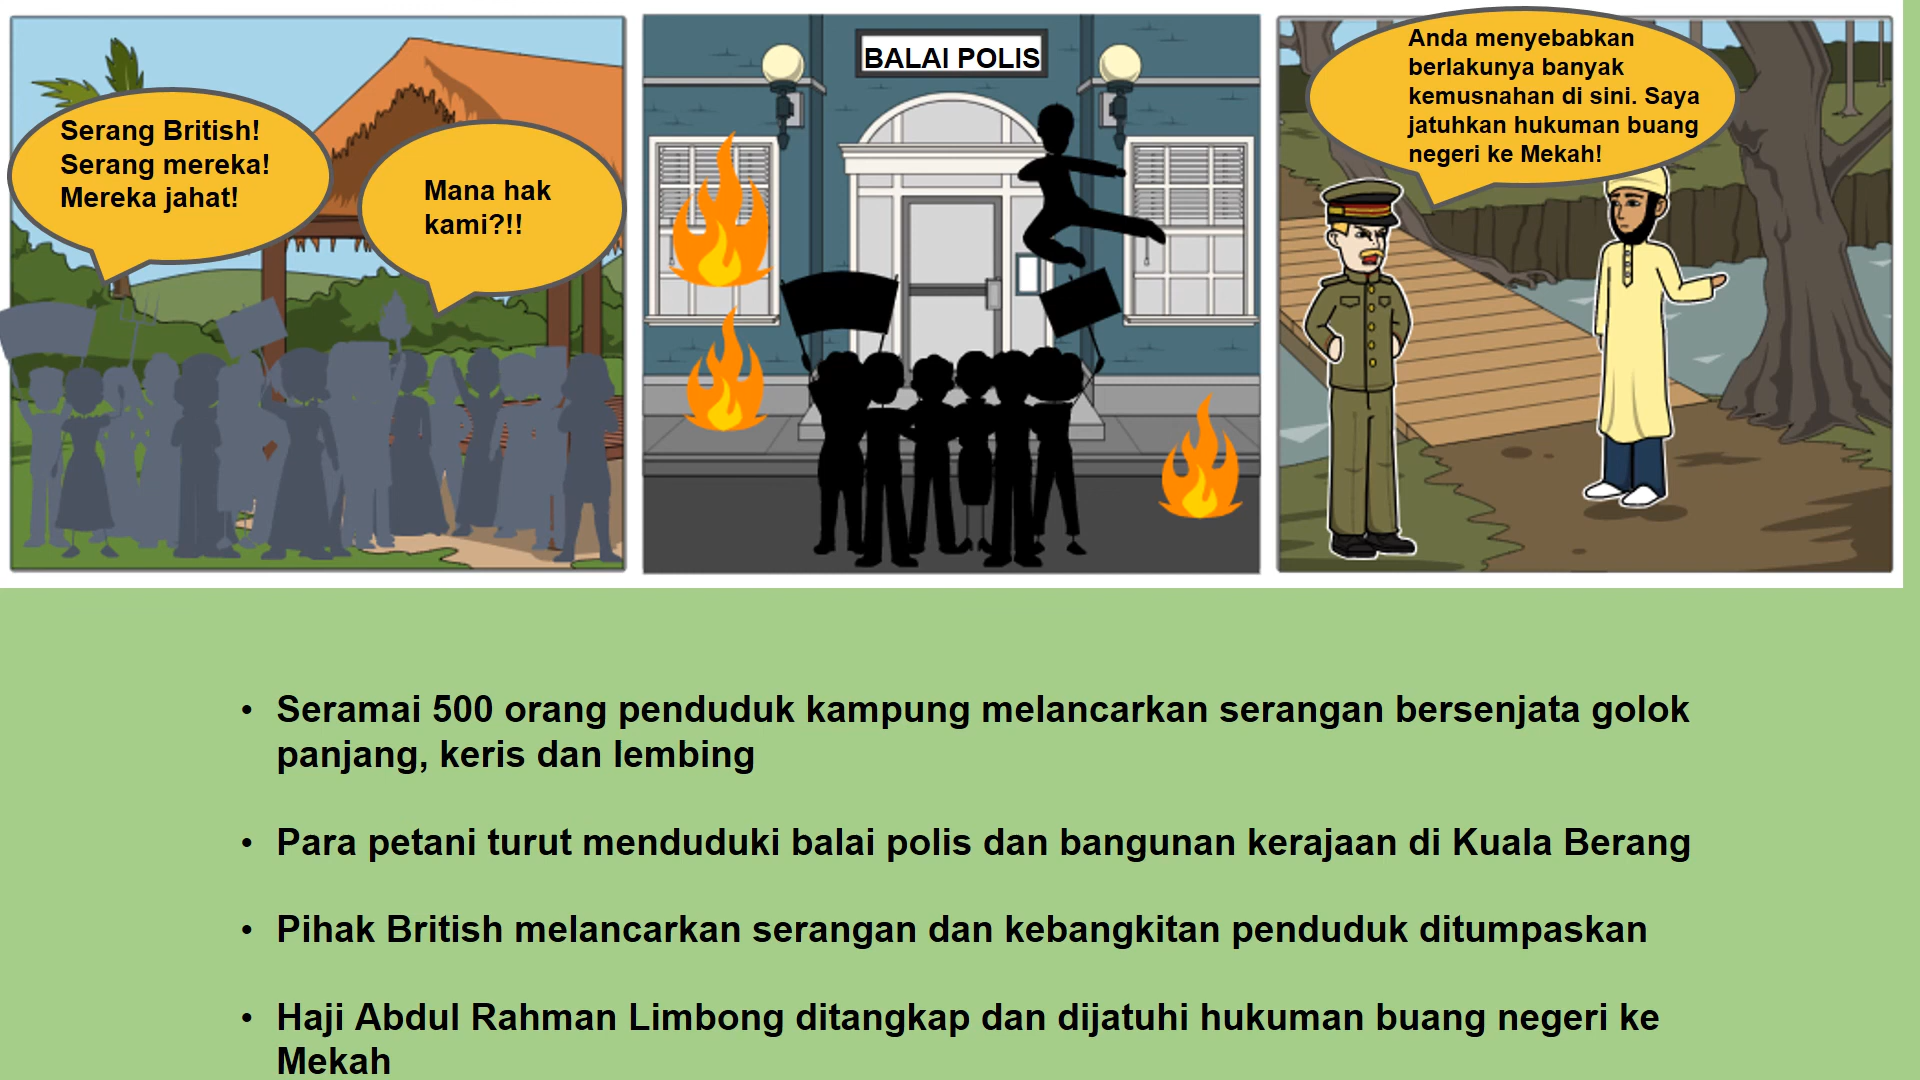 Serang British!
Serang mereka!
Mereka jahat!
Mana hak
kami?!!
BALAI POLIS
Anda menyebabkan
berlakunya banyak
kemusnahan di sini. Saya
jatuhkan hukuman buang
negeri ke Mekah!
• Seramai 500 orang penduduk kampung melancarkan serangan bersenjata golok
panjang, keris dan lembing
• Para petani turut menduduki balai polis dan bangunan kerajaan di Kuala Berang
• Pihak British melancarkan serangan dan kebangkitan penduduk ditumpaskan
• Haji Abdul Rahman Limbong ditangkap dan dijatuhi hukuman buang negeri ke
Mekah